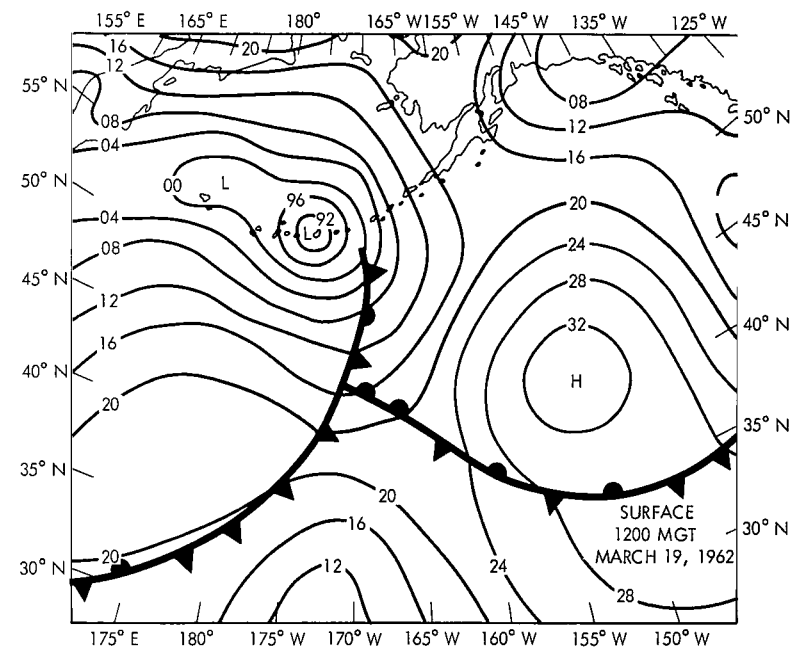 155° E 165° E 180° 165° W 155° W 145° W 135° W 125° W
16 20 20
12
55° N
08
50° N
08 12
04 16
50° N 00 L
96 20
04 92 45° N
L
08 24
45° N 28
12
32 40° N
16
40° N H
20
35° N
35° N
20
SURFACE
16 1200 MGT 30° N
20 MARCH 19, 1962
30° N 12 24
28
175° E 180° 175° W 170° W 165° W 160° W 155° W 150° W